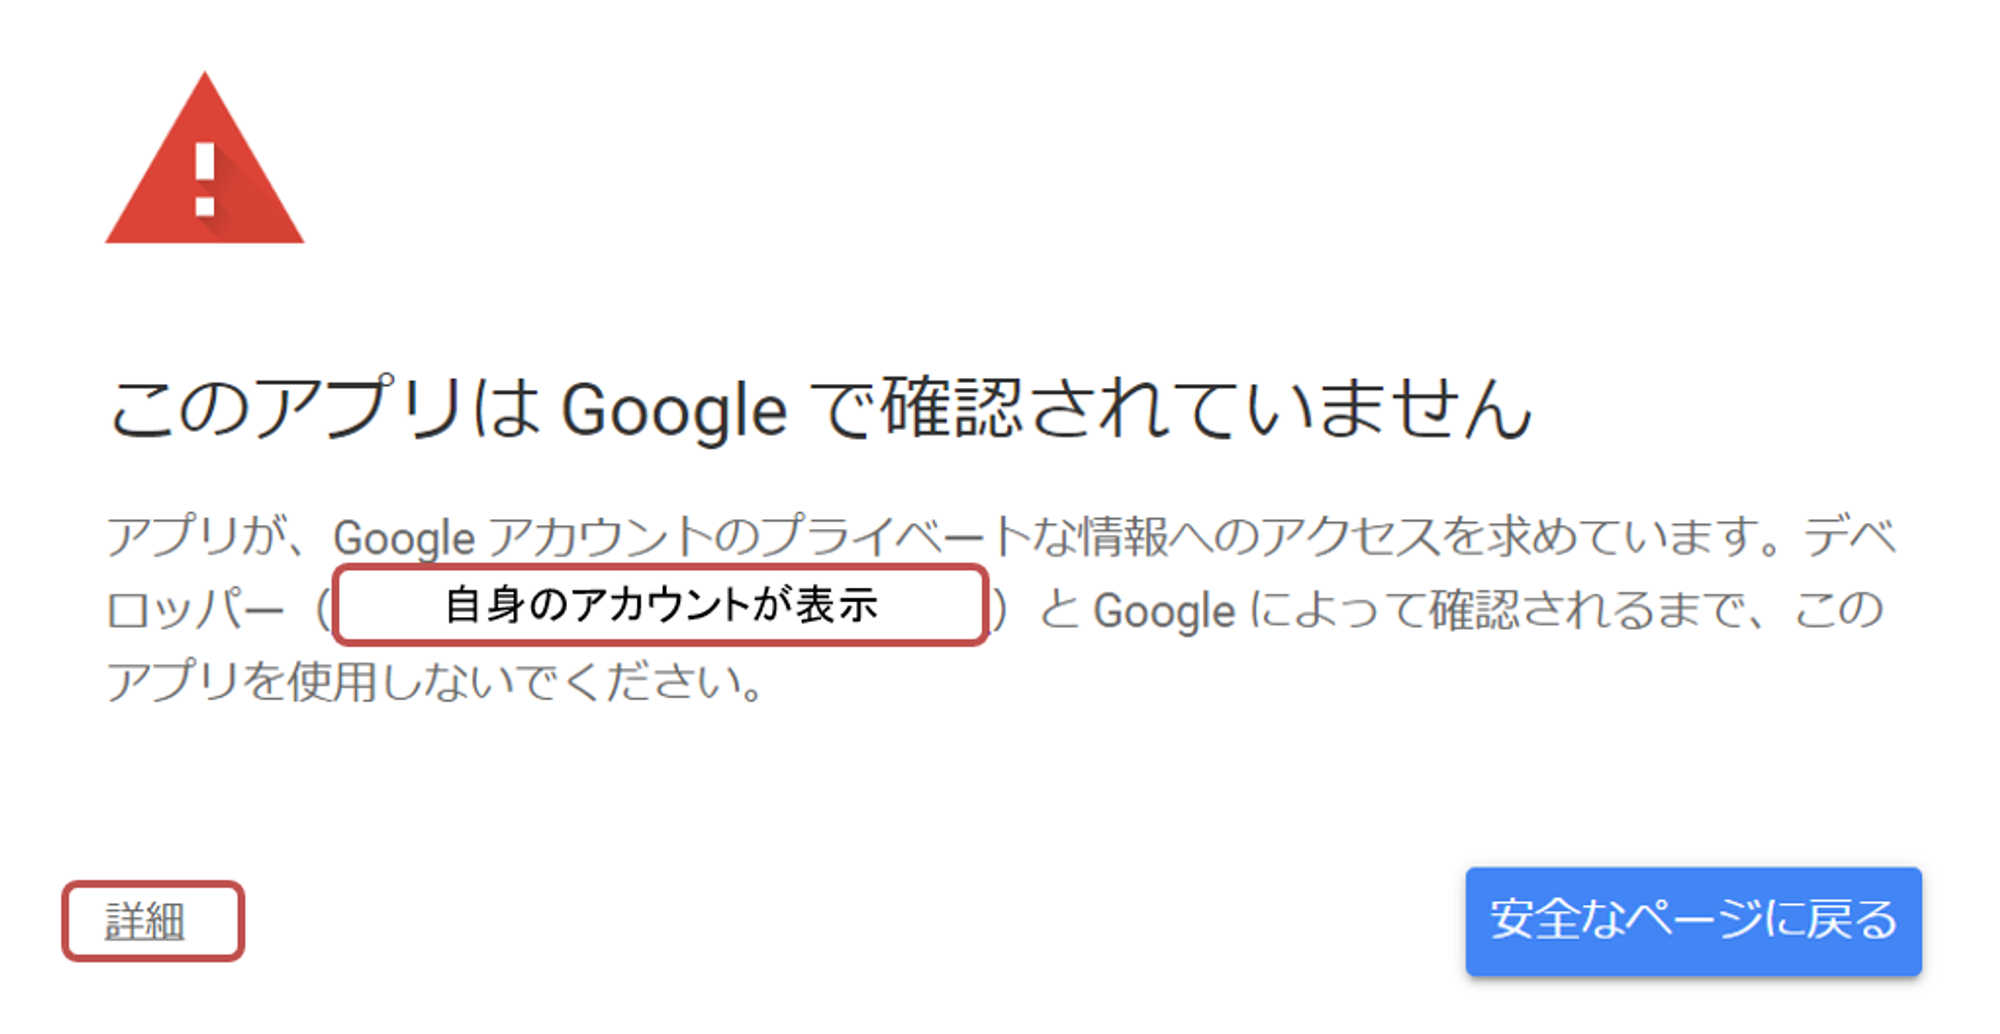 このアプリは Google で確認されていません
アプリが、Google アカウントのプライベートな情報へのアクセスを求めています。デベ
ロッパー（自身のアカウントが表示）と Google によって確認されるまで、この
アプリを使用しないでください。
詳細
安全なページに戻る